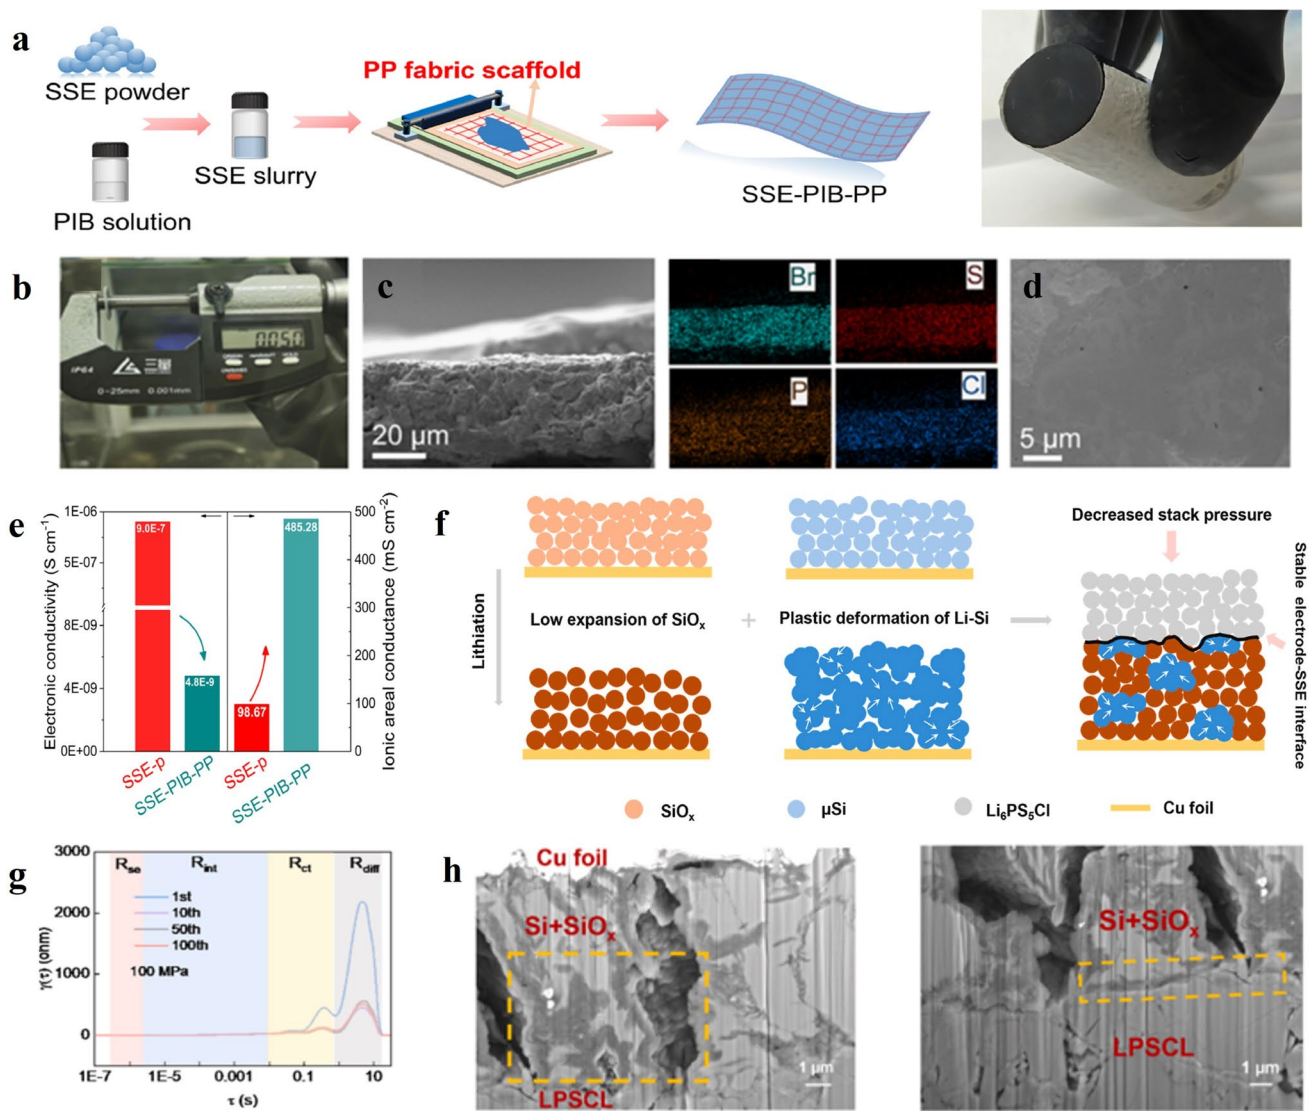 a
SSE powder
PIB solution
SSE slurry
PP fabric scaffold
SSE-PIB-PP
b
IP64
三量
0-25mm 0.001mm
0.050
HOLD
c
20 μm
Br
S
P
Cl
d
5 μm
e
Electronic conductivity (S cm⁻¹)
1E-06
5E-07
8E-09
4E-09
0E+00
9.0E-7
4.8E-9
98.67
485.28
500
400
300
200
100
0
Ionic areal conductance (mS cm⁻²)
SSE-p
SSE-PIB-PP
SSE-p
SSE-PIB-PP
f
Lithiation
Low expansion of SiOₓ
+
Plastic deformation of Li-Si
Decreased stack pressure
Stable electrode-SSE interface
SiOₓ
μSi
Li₆PS₅Cl
Cu foil
g
γ(τ) (ohm)
3000
2000
1000
0
Rse
Rint
Rct
Rdiff
1st
10th
50th
100th
100 MPa
1E-7
1E-5
0.001
0.1
10
τ (s)
h
Cu foil
Si+SiOₓ
LPSCL
1 μm
Si+SiOₓ
LPSCL
1 μm